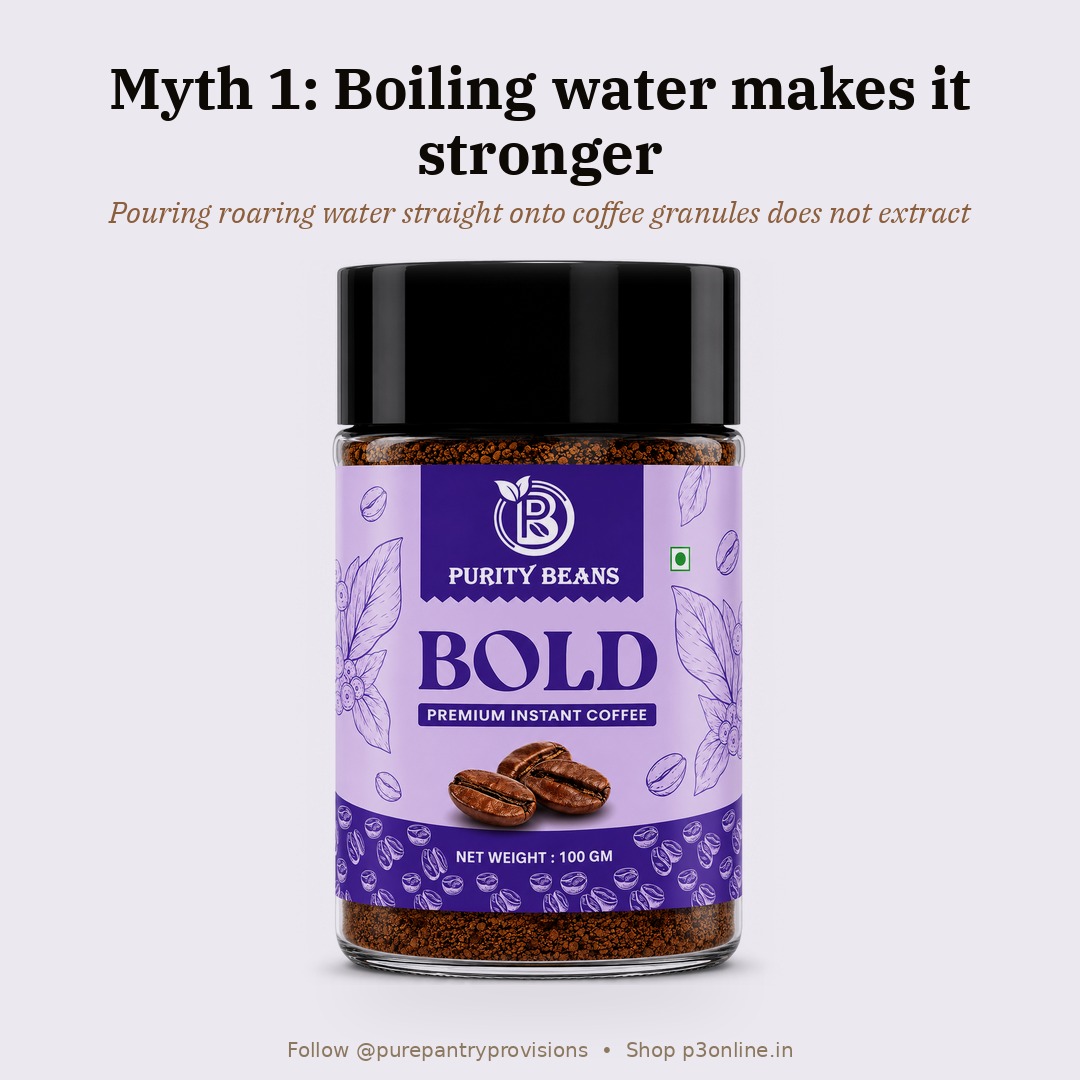 Myth 1: Boiling water makes it
stronger
Pouring roaring water straight onto coffee granules does not extract
PURITY BEANS
BOLD
PREMIUM INSTANT COFFEE
NET WEIGHT : 100 GM
Follow @purepantryprovisions • Shop p3online.in